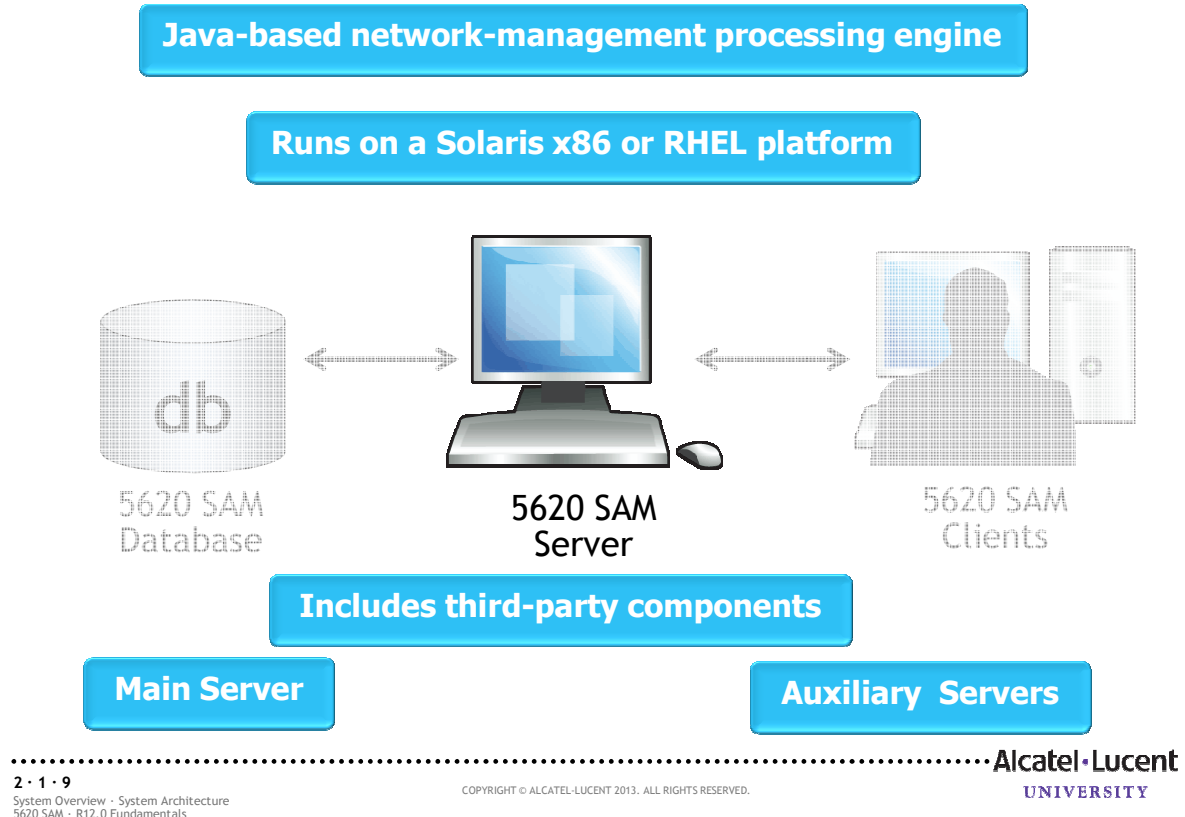 Java-based network-management processing engine
Runs on a Solaris x86 or RHEL platform
db
5620 SAM
Database
5620 SAM
Server
5620 SAM
Clients
Includes third-party components
Main Server
Auxiliary Servers
Alcatel·Lucent
UNIVERSITY
2 · 1 · 9
System Overview · System Architecture
5620 SAM · R12.0 Fundamentals
COPYRIGHT © ALCATEL-LUCENT 2013. ALL RIGHTS RESERVED.